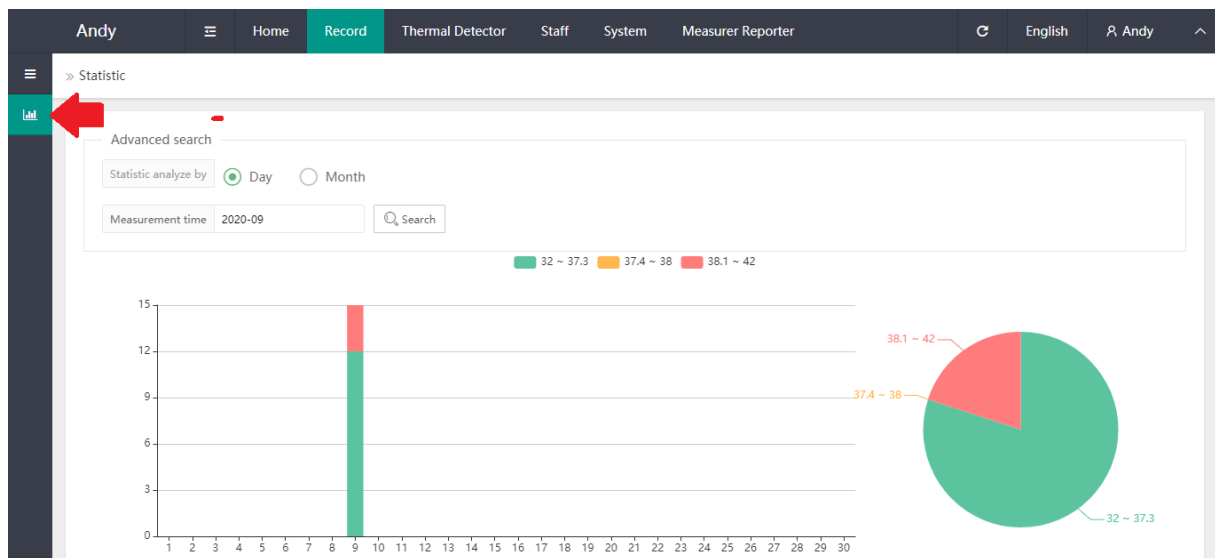 Andy Home Record Thermal Detector Staff System Measurer Reporter English Andy
» Statistic
Advanced search
Statistic analyze by Day Month
Measurement time 2020-09 Search
32 ~ 37.3 37.4 ~ 38 38.1 ~ 42
15
12
9
6
3
0
1 2 3 4 5 6 7 8 9 10 11 12 13 14 15 16 17 18 19 20 21 22 23 24 25 26 27 28 29 30
38.1 ~ 42
37.4 ~ 38
32 ~ 37.3